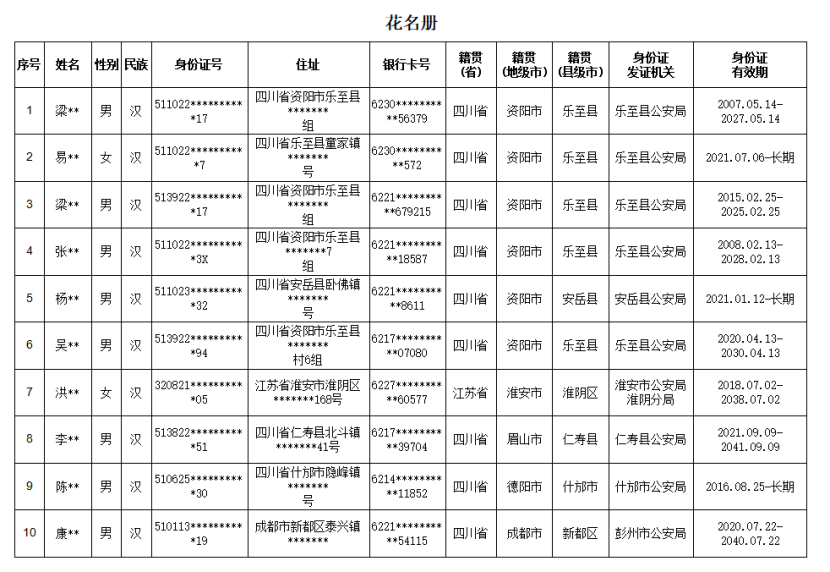 花名册
序号 姓名 性别 民族 身份证号 住址 银行卡号 籍贯(省) 籍贯(地级市) 籍贯(县级市) 身份证发证机关 身份证有效期
1 梁** 男 汉 511022**********17 四川省资阳市乐至县*******组 6230**********56379 四川省 资阳市 乐至县 乐至县公安局 2007.05.14-2027.05.14
2 易** 女 汉 511022**********7 四川省乐至县童家镇*******号 6230**********572 四川省 资阳市 乐至县 乐至县公安局 2021.07.06-长期
3 梁** 男 汉 513922**********17 四川省资阳市乐至县*******组 6221**********679215 四川省 资阳市 乐至县 乐至县公安局 2015.02.25-2025.02.25
4 张** 男 汉 511022**********3X 四川省资阳市乐至县*******7组 6221**********18587 四川省 资阳市 乐至县 乐至县公安局 2008.02.13-2028.02.13
5 杨** 男 汉 511023**********32 四川省安岳县卧佛镇*******号 6221**********8611 四川省 资阳市 安岳县 安岳县公安局 2021.01.12-长期
6 吴** 男 汉 513922**********94 四川省资阳市乐至县*******村6组 6217**********07080 四川省 资阳市 乐至县 乐至县公安局 2020.04.13-2030.04.13
7 洪** 女 汉 320821**********05 江苏省淮安市淮阴区*******168号 6227**********60577 江苏省 淮安市 淮阴区 淮安市公安局淮阴分局 2018.07.02-2038.07.02
8 李** 男 汉 513822**********51 四川省仁寿县北斗镇*******41号 6217**********39704 四川省 眉山市 仁寿县 仁寿县公安局 2021.09.09-2041.09.09
9 陈** 男 汉 510625**********30 四川省什邡市隐峰镇*******号 6214**********11852 四川省 德阳市 什邡市 什邡市公安局 2016.08.25-长期
10 康** 男 汉 510113**********19 成都市新都区泰兴镇******* 6221**********54115 四川省 成都市 新都区 彭州市公安局 2020.07.22-2040.07.22